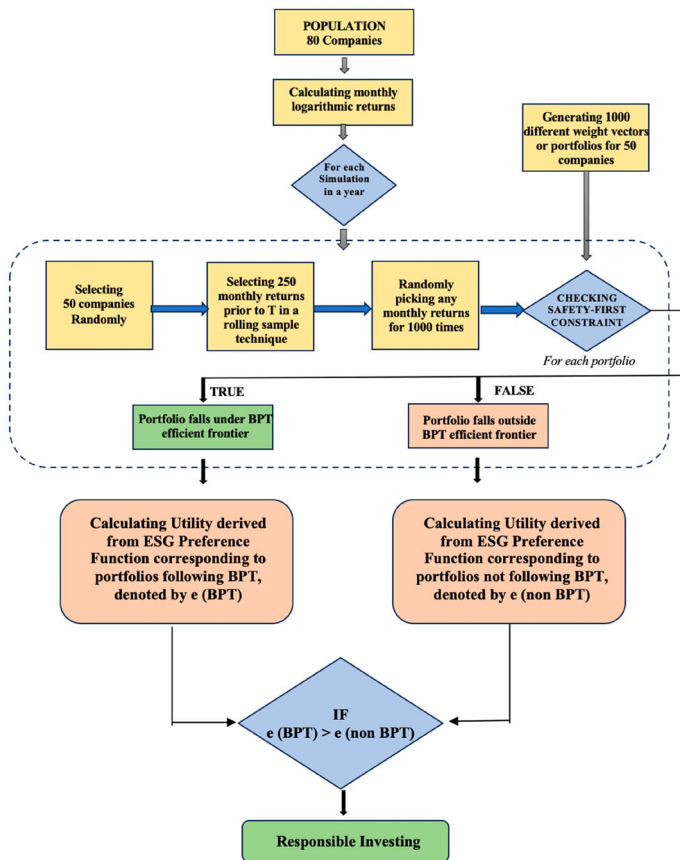 POPULATION
80 Companies
Calculating monthly
logarithmic returns
Generating 1000
different weight vectors
or portfolios for 50
companies
For each
Simulation
in a year
Selecting
50 companies
Randomly
Selecting 250
monthly returns
prior to T in a
rolling sample
technique
Randomly
picking any
monthly returns
for 1000 times
CHECKING
SAFETY-FIRST
CONSTRAINT
For each portfolio
TRUE
FALSE
Portfolio falls under BPT
efficient frontier
Portfolio falls outside
BPT efficient frontier
Calculating Utility derived
from ESG Preference
Function corresponding to
portfolios following BPT,
denoted by e (BPT)
Calculating Utility derived
from ESG Preference
Function corresponding to
portfolios not following BPT,
denoted by e (non BPT)
IF
e (BPT) > e (non BPT)
Responsible Investing